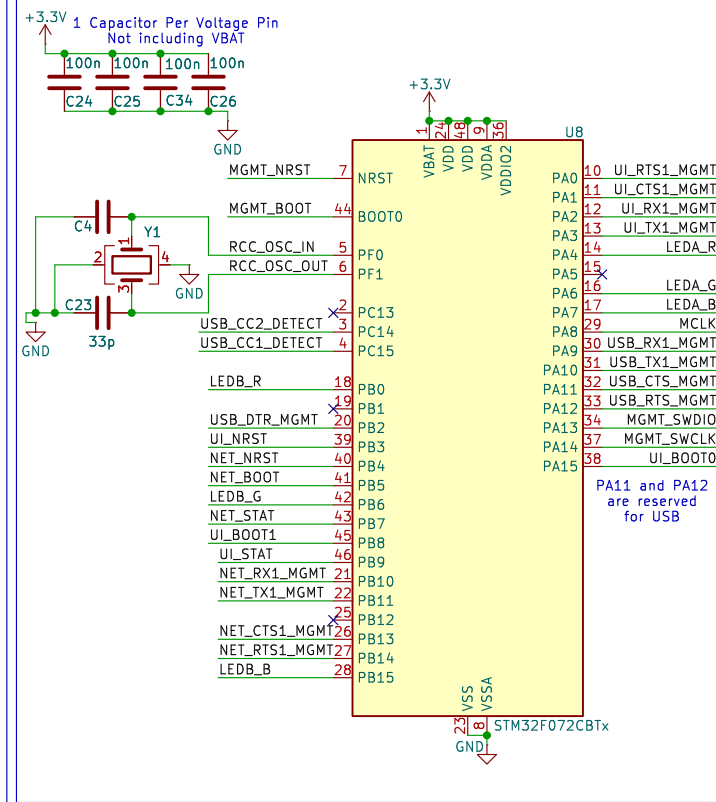 +3.3V
1 Capacitor Per Voltage Pin
Not including VBAT
100n 100n 100n 100n
C24 C25 C34 C26
GND
+3.3V
U8
1 24 48 9 36
VBAT VDD VDD VDDA VDDIO2
MGMT_NRST 7 NRST
MGMT_BOOT 44 BOOT0
RCC_OSC_IN 5 PF0
RCC_OSC_OUT 6 PF1
2 PC13
USB_CC2_DETECT 3 PC14
USB_CC1_DETECT 4 PC15
LEDB_R 18 PB0
19 PB1
USB_DTR_MGMT 20 PB2
UI_NRST 39 PB3
NET_NRST 40 PB4
NET_BOOT 41 PB5
LEDB_G 42 PB6
NET_STAT 43 PB7
UI_BOOT1 45 PB8
UI_STAT 46 PB9
NET_RX1_MGMT 21 PB10
NET_TX1_MGMT 22 PB11
25 PB12
NET_CTS1_MGMT 26 PB13
NET_RTS1_MGMT 27 PB14
LEDB_B 28 PB15
C4
Y1
1
2
4
3
GND
C23
33p
GND
PA0 10 UI_RTS1_MGMT
PA1 11 UI_CTS1_MGMT
PA2 12 UI_RX1_MGMT
PA3 13 UI_TX1_MGMT
PA4 14 LEDA_R
PA5 15
PA6 16 LEDA_G
PA7 17 LEDA_B
PA8 29 MCLK
PA9 30 USB_RX1_MGMT
PA10 31 USB_TX1_MGMT
PA11 32 USB_CTS_MGMT
PA12 33 USB_RTS_MGMT
PA13 34 MGMT_SWDIO
PA14 37 MGMT_SWCLK
PA15 38 UI_BOOT0
PA11 and PA12
are reserved
for USB
VSS VSSA
23 8
STM32F072CBTx
GND